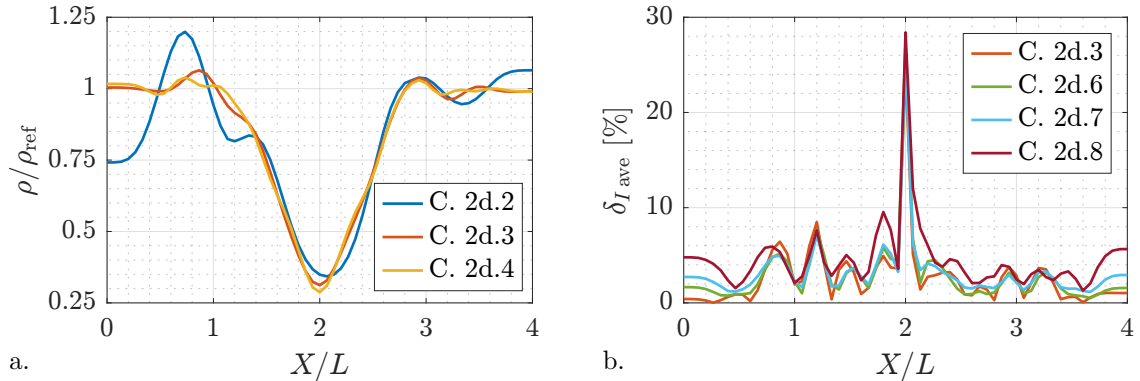 1.25
1
0.75
0.5
0.25
ρ/ρref
0 1 2 3 4
X/L
C. 2d.2
C. 2d.3
C. 2d.4
a.
30
20
10
0
δI ave [%]
0 1 2 3 4
X/L
C. 2d.3
C. 2d.6
C. 2d.7
C. 2d.8
b.